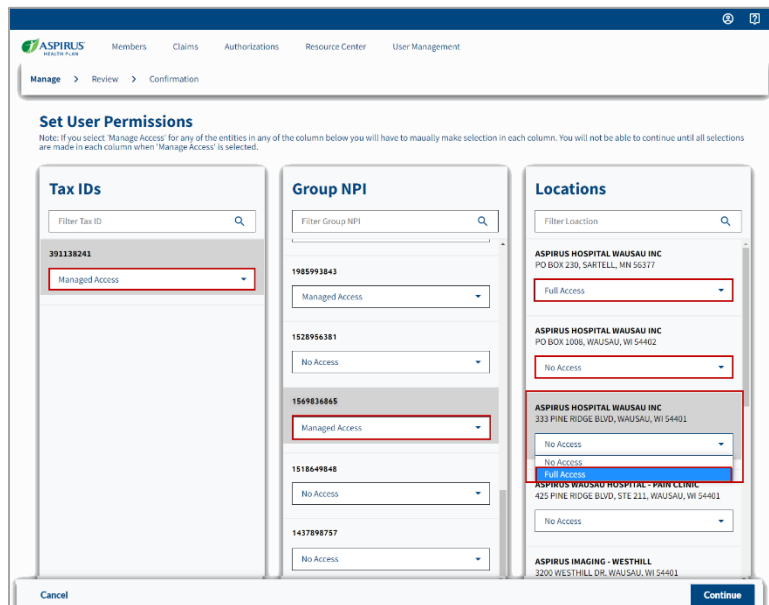 ASPIRUS
HEALTH PLAN
Members Claims Authorizations Resource Center User Management
Manage > Review > Confirmation
Set User Permissions
Note: If you select 'Manage Access' for any of the entities in any of the column below you will have to maually make selection in each column. You will not be able to continue until all selections
are made in each column when 'Manage Access' is selected.
Tax IDs
Filter Tax ID
391138241
Managed Access
Group NPI
Filter Group NPI
1985993843
Managed Access
1528956381
No Access
1569836865
Managed Access
1518649848
No Access
1437898757
No Access
Locations
Filter Loaction
ASPIRUS HOSPITAL WAUSAU INC
PO BOX 230, SARTELL, MN 56377
Full Access
ASPIRUS HOSPITAL WAUSAU INC
PO BOX 1008, WAUSAU, WI 54402
No Access
ASPIRUS HOSPITAL WAUSAU INC
333 PINE RIDGE BLVD, WAUSAU, WI 54401
No Access
No Access
Full Access
ASPIRUS WAUSAU HOSPITAL - PAIN CLINIC
425 PINE RIDGE BLVD, STE 211, WAUSAU, WI 54401
No Access
ASPIRUS IMAGING - WESTHILL
3200 WESTHILL DR, WAUSAU, WI 54401
Cancel Continue